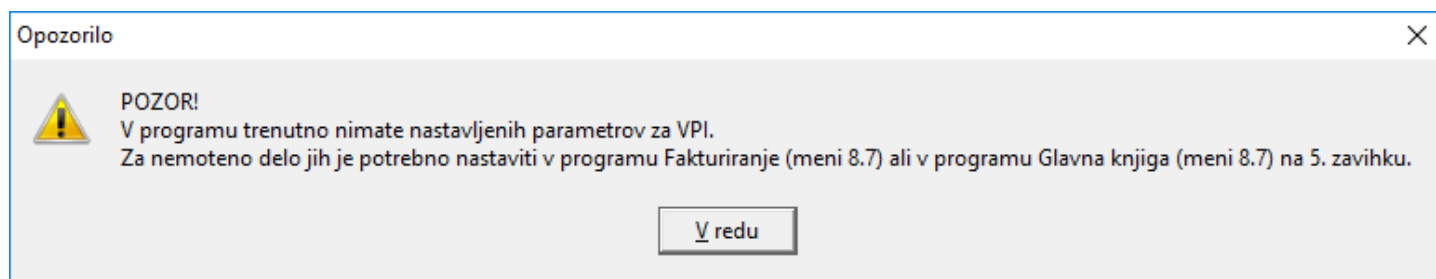 Opozorilo
POZOR!
V programu trenutno nimate nastavljenih parametrov za VPI.
Za nemoteno delo jih je potrebno nastaviti v programu Fakturiranje (meni 8.7) ali v programu Glavna knjiga (meni 8.7) na 5. zavihku.
V redu